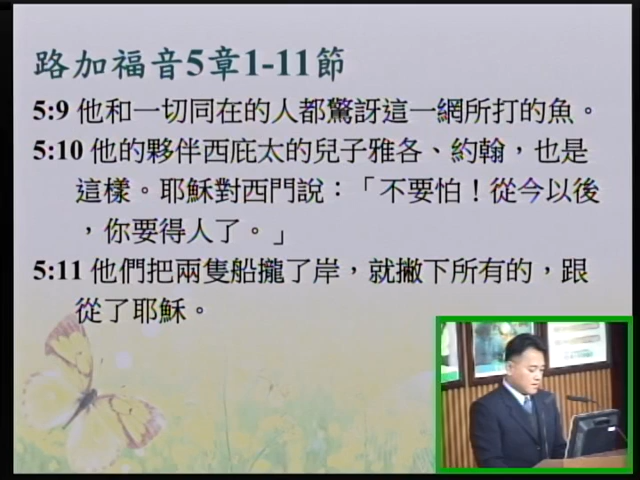 路加福音5章1-11節
5:9 他和一切同在的人都驚訝這一網所打的魚。
5:10 他的夥伴西庇太的兒子雅各、約翰，也是
這樣。耶穌對西門說：「不要怕！從今以後
，你要得人了。」
5:11 他們把兩隻船攏了岸，就撇下所有的，跟
從了耶穌。